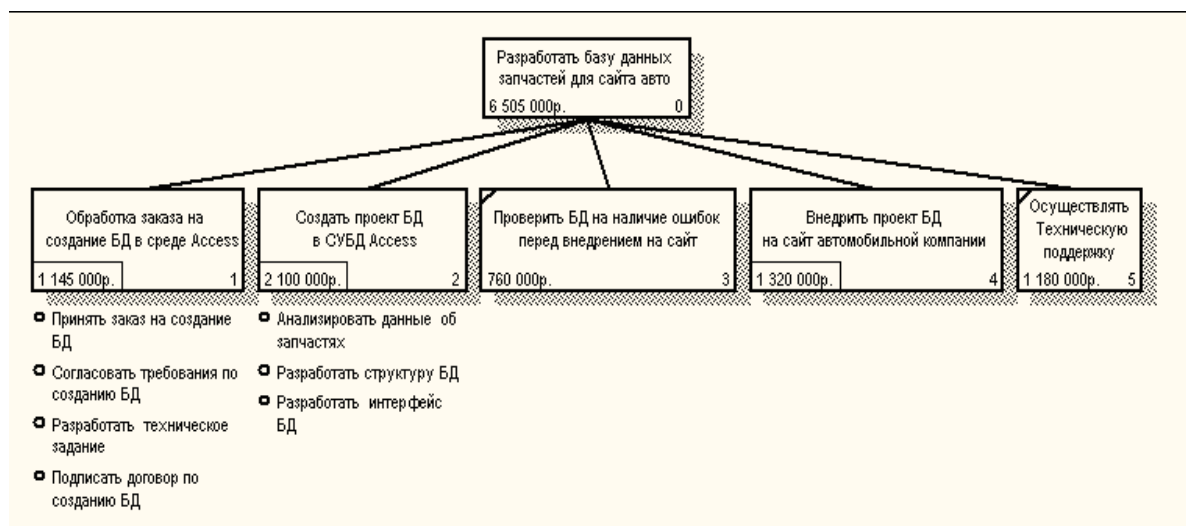 Разработать базу данных
запчастей для сайта авто
6 505 000р. 0
Обработка заказа на
создание БД в среде Access
1 145 000р. 1
Создать проект БД
в СУБД Access
2 100 000р. 2
Проверить БД на наличие ошибок
перед внедрением на сайт
760 000р. 3
Внедрить проект БД
на сайт автомобильной компании
1 320 000р. 4
Осуществлять
Техническую
поддержку
1 180 000р. 5
Принять заказ на создание
БД
Согласовать требования по
созданию БД
Разработать техническое
задание
Подписать договор по
созданию БД
Анализировать данные об
запчастях
Разработать структуру БД
Разработать интерфейс
БД